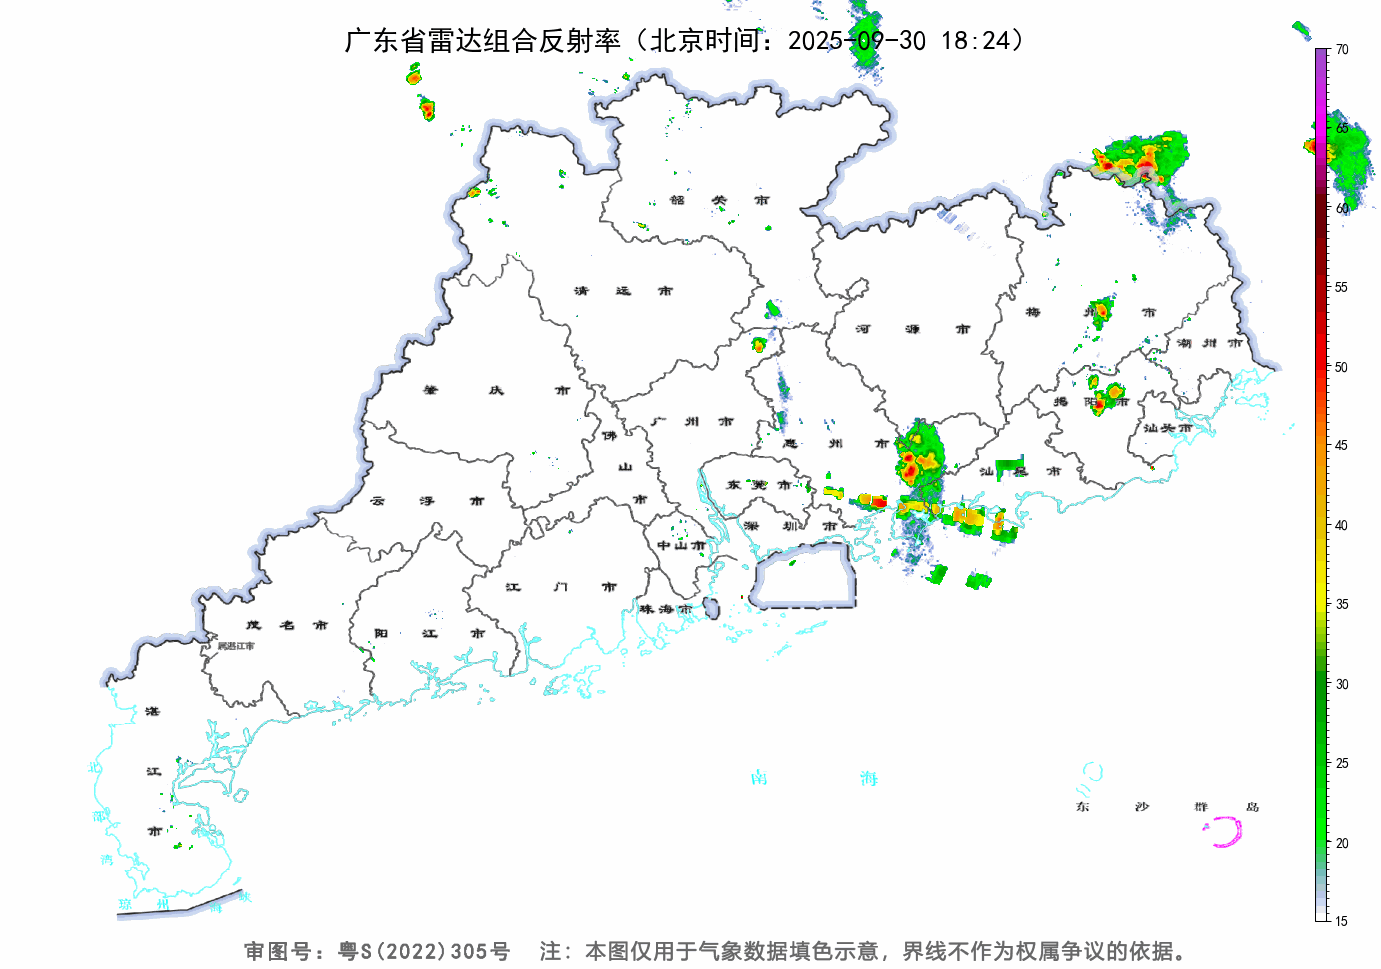 广东省雷达组合反射率（北京时间：2025-09-30 18:24）
70
65
60
55
50
45
40
35
30
25
20
15
韶关市
清远市
河源市
梅州市
潮州市
肇庆市
广州市
佛山市
惠州市
揭阳市
汕头市
汕尾市
东莞市
云浮市
深圳市
中山市
江门市
珠海市
茂名市
阳江市
属湛江市
湛江市
北部湾
南海
东沙群岛
琼州海峡
审图号：粤S(2022)305号 注：本图仅用于气象数据填色示意，界线不作为权属争议的依据。